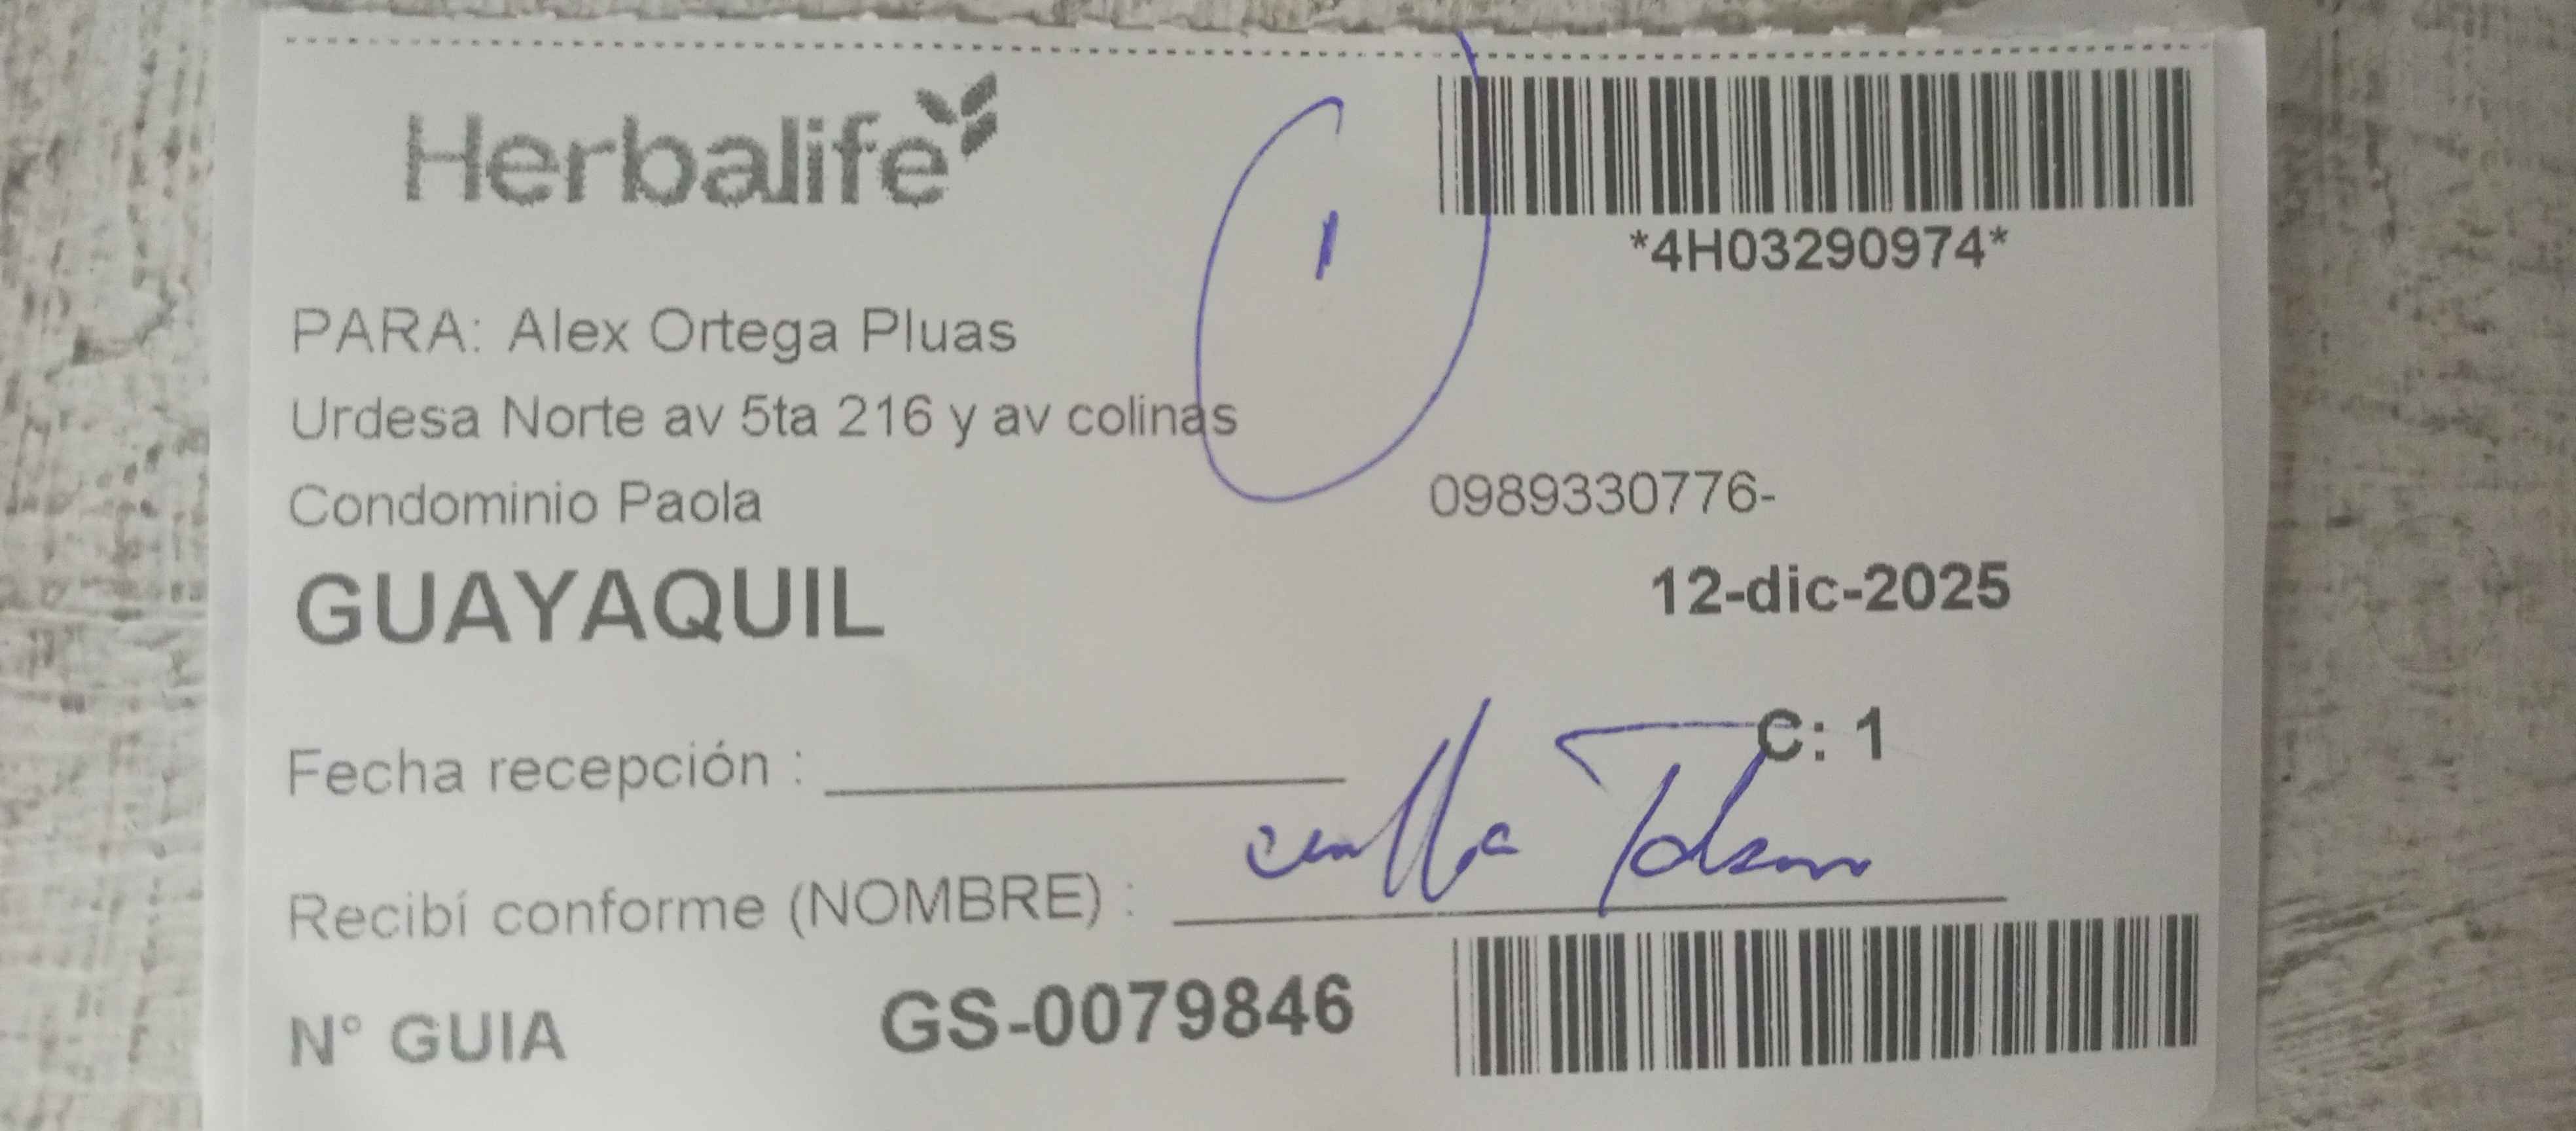 Herbalife
*4H03290974*
PARA: Alex Ortega Pluas
Urdesa Norte av 5ta 216 y av colinas
Condominio Paola
0989330776-
GUAYAQUIL
12-dic-2025
1
C: 1
Fecha recepción :
Recibí conforme (NOMBRE) :
N° GUIA GS-0079846